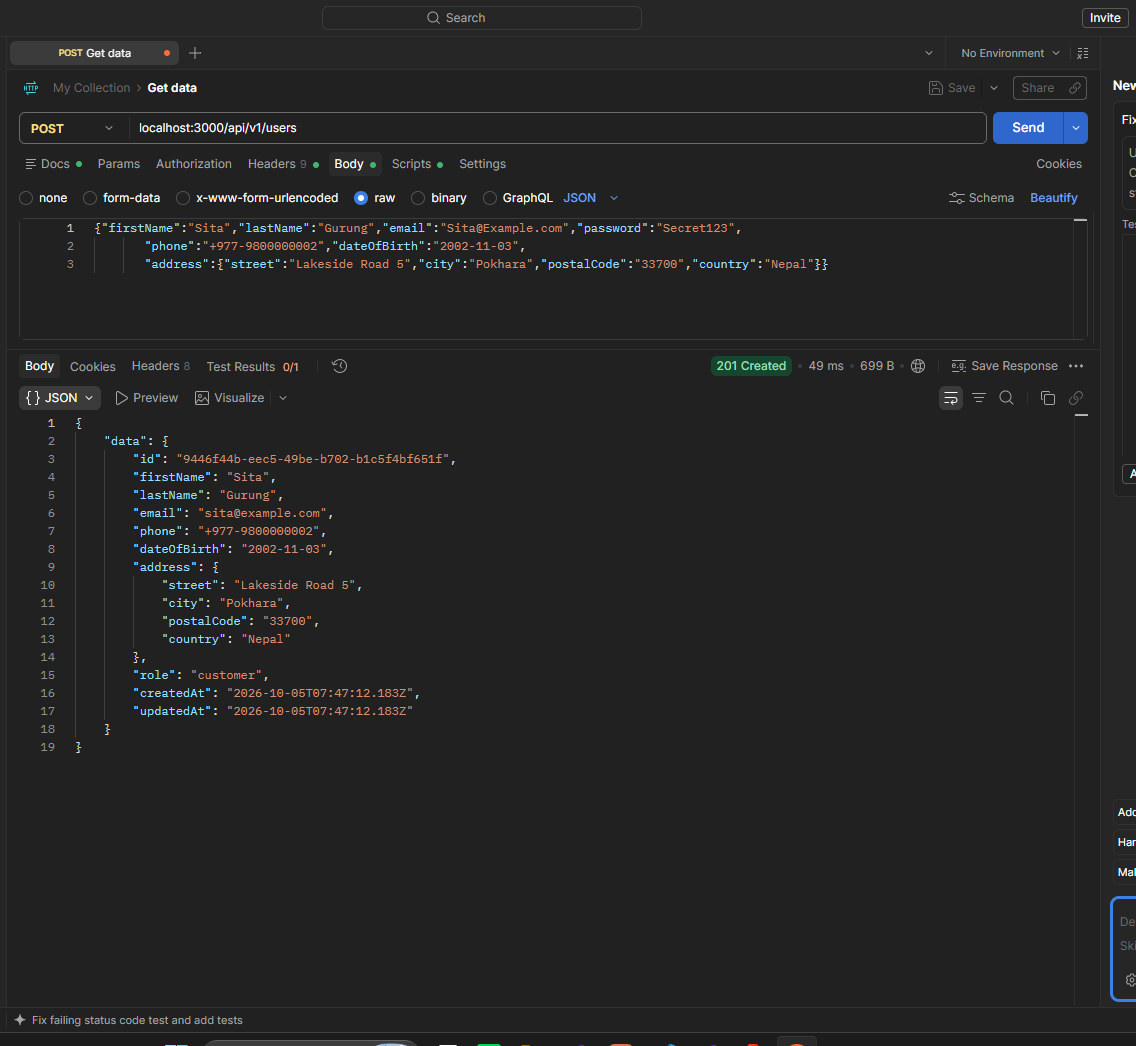 Search
Invite
POST Get data
No Environment
My Collection > Get data
Save
Share
New
POST
localhost:3000/api/v1/users
Send
Fix
Docs Params Authorization Headers 9 Body Scripts Settings
Cookies
none form-data x-www-form-urlencoded raw binary GraphQL JSON
Schema
Beautify
1 {"firstName":"Sita","lastName":"Gurung","email":"Sita@Example.com","password":"Secret123",
2 "phone":"+977-9800000002","dateOfBirth":"2002-11-03",
3 "address":{"street":"Lakeside Road 5","city":"Pokhara","postalCode":"33700","country":"Nepal"}}
Body Cookies Headers 8 Test Results 0/1
201 Created • 49 ms • 699 B
e.g. Save Response
{} JSON Preview Visualize
1 {
2 "data": {
3 "id": "9446f44b-eec5-49be-b702-b1c5f4bf651f",
4 "firstName": "Sita",
5 "lastName": "Gurung",
6 "email": "sita@example.com",
7 "phone": "+977-9800000002",
8 "dateOfBirth": "2002-11-03",
9 "address": {
10 "street": "Lakeside Road 5",
11 "city": "Pokhara",
12 "postalCode": "33700",
13 "country": "Nepal"
14 },
15 "role": "customer",
16 "createdAt": "2026-10-05T07:47:12.183Z",
17 "updatedAt": "2026-10-05T07:47:12.183Z"
18 }
19 }
Fix failing status code test and add tests